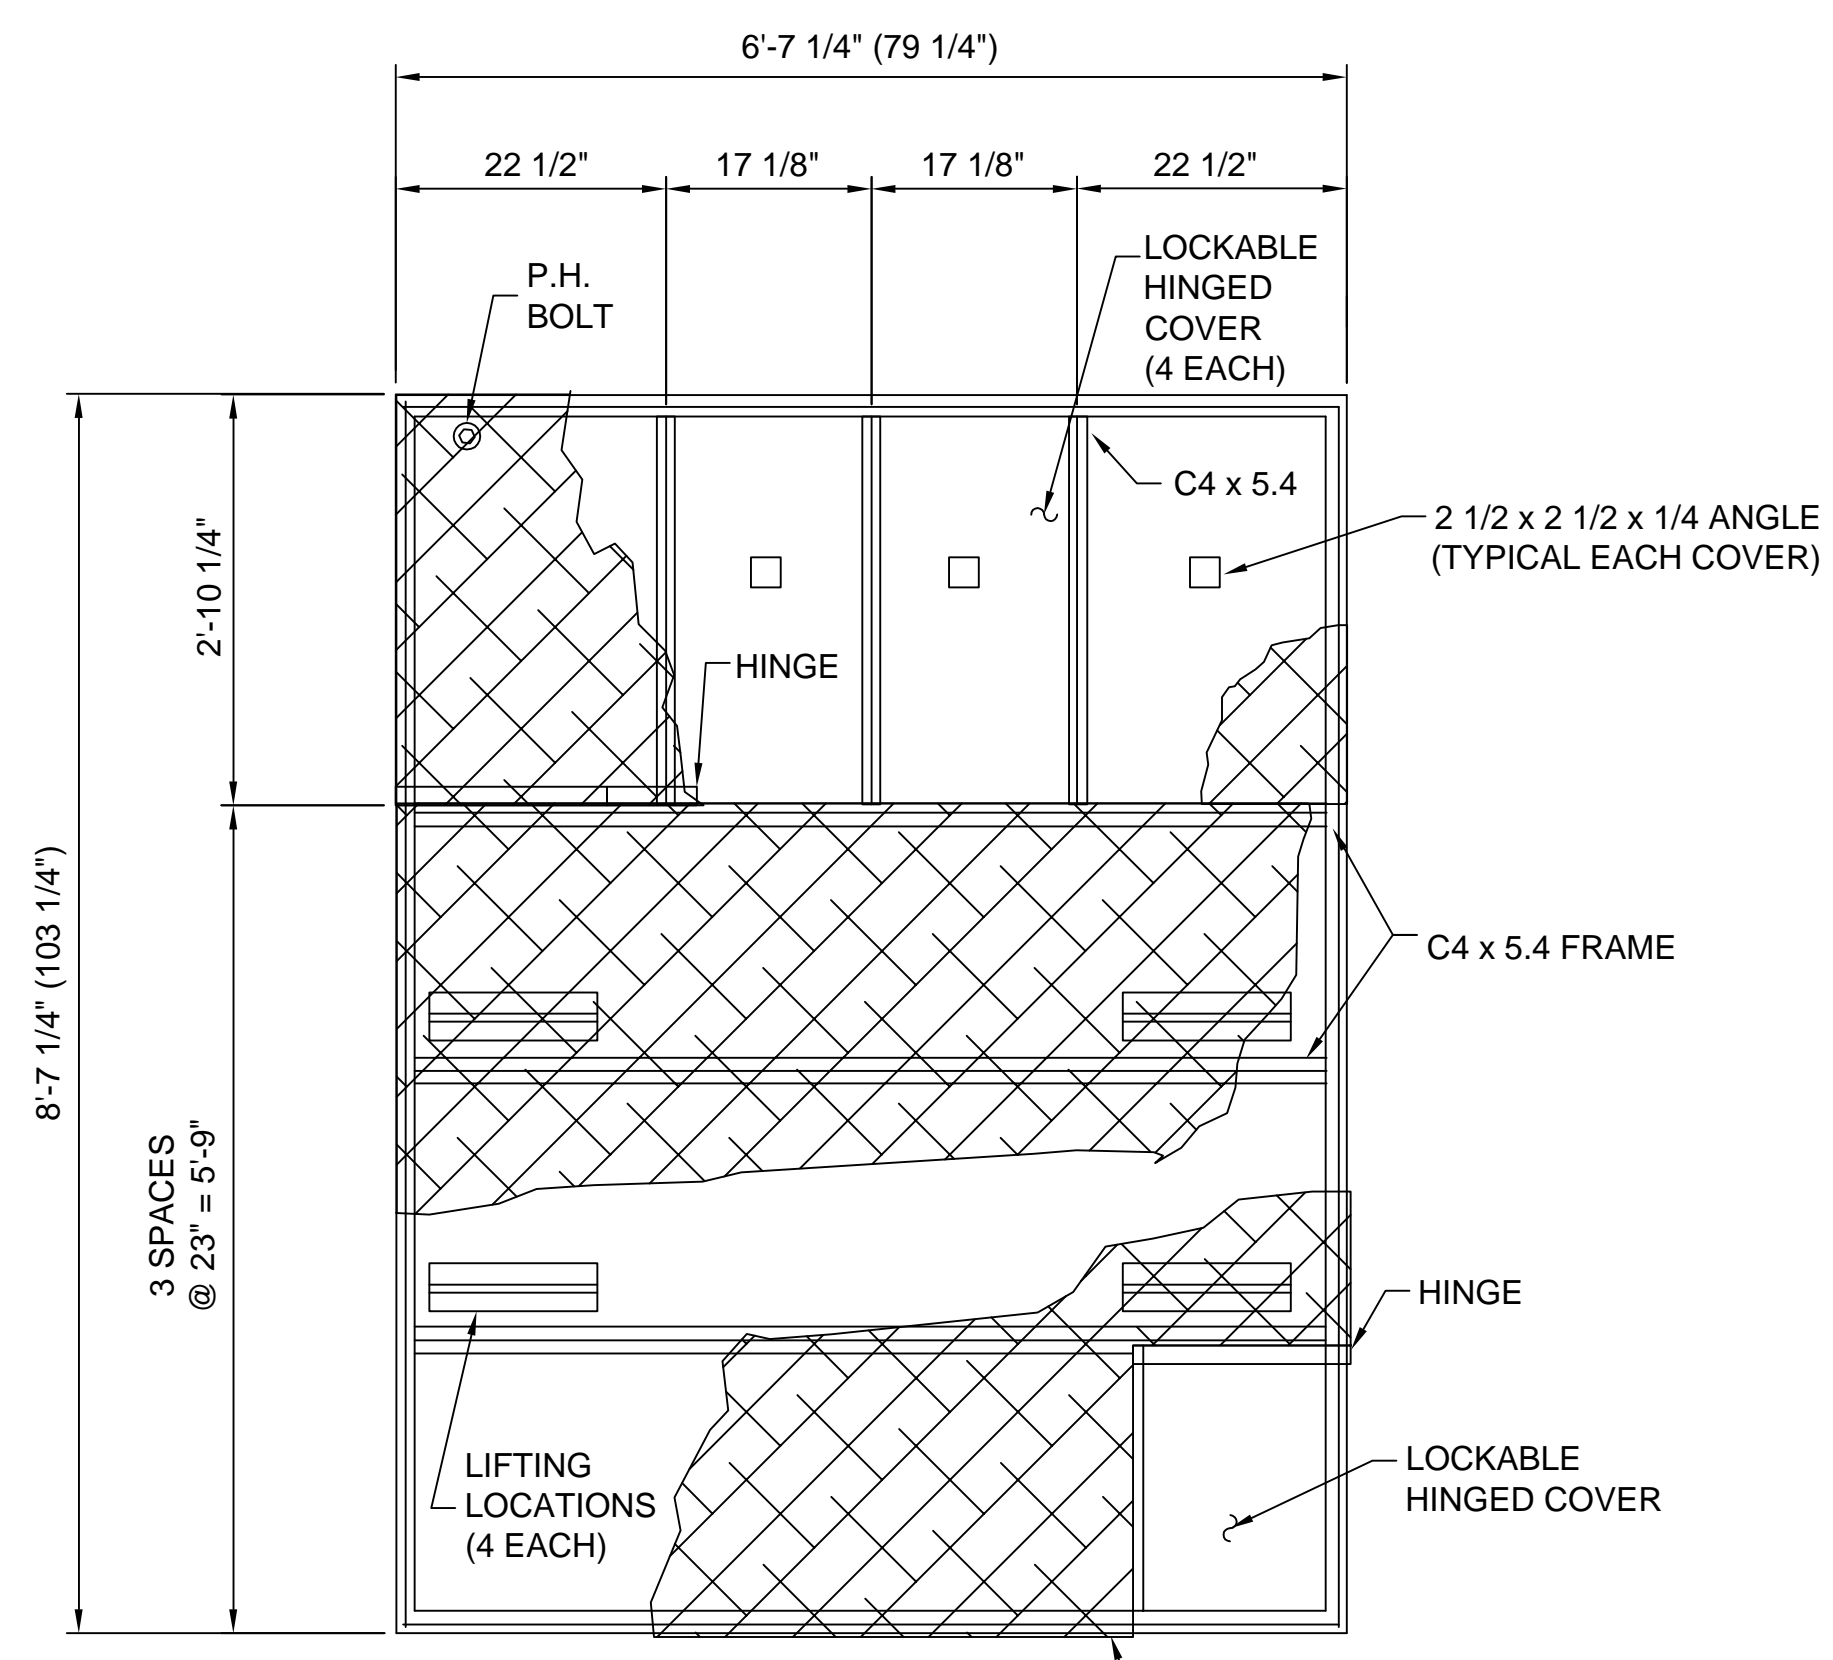 6'-7 1/4" (79 1/4")
22 1/2"
17 1/8"
17 1/8"
22 1/2"
LOCKABLE
HINGED
COVER
(4 EACH)
P.H.
BOLT
C4 x 5.4
2 1/2 x 2 1/2 x 1/4 ANGLE
(TYPICAL EACH COVER)
2'-10 1/4"
HINGE
8'-7 1/4" (103 1/4")
C4 x 5.4 FRAME
3 SPACES
@ 23" = 5'-9"
HINGE
LIFTING
LOCATIONS
(4 EACH)
LOCKABLE
HINGED COVER